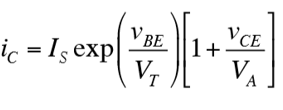 i_C = I_S exp(v_BE / V_T)[1 + v_CE / V_A]